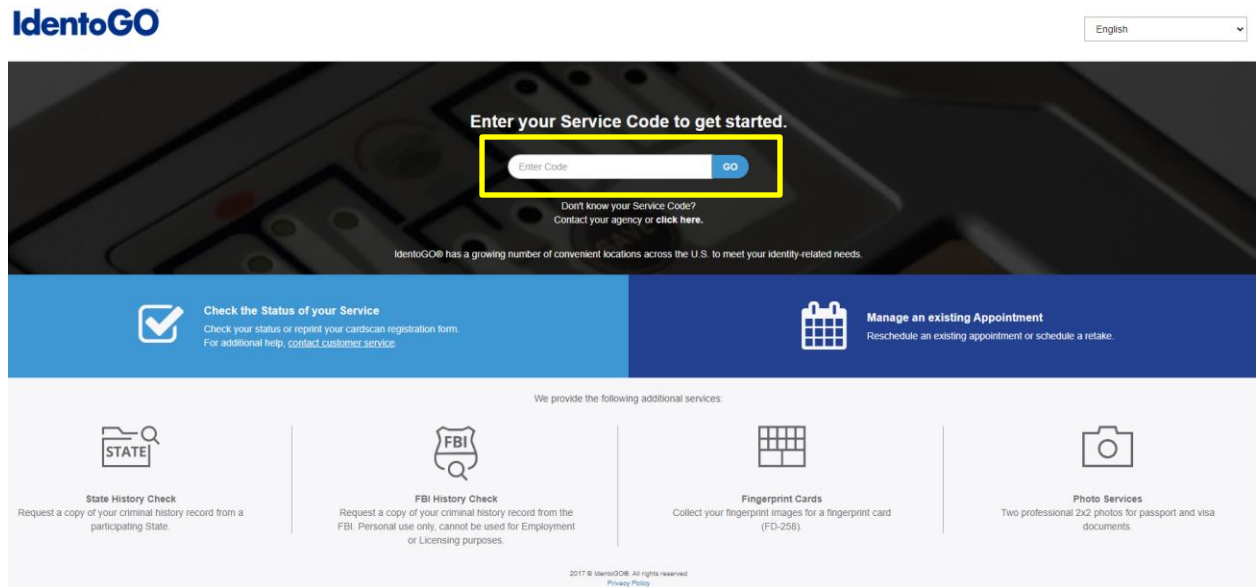 IdentoGO
English
Enter your Service Code to get started.
Enter Code
GO
Don't know your Service Code?
Contact your agency or click here.
IdentoGO® has a growing number of convenient locations across the U.S. to meet your identity-related needs.
Check the Status of your Service
Check your status or reprint your cardscan registration form.
For additional help, contact customer service.
Manage an existing Appointment
Reschedule an existing appointment or schedule a retake.
We provide the following additional services:
STATE
State History Check
Request a copy of your criminal history record from a
participating State.
FBI
FBI History Check
Request a copy of your criminal history record from the
FBI. Personal use only, cannot be used for Employment
or Licensing purposes.
Fingerprint Cards
Collect your fingerprint images for a fingerprint card
(FD-258).
Photo Services
Two professional 2x2 photos for passport and visa
documents.
2017 © IdentoGO®. All rights reserved
Privacy Policy